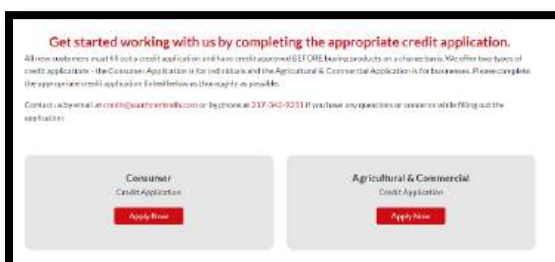 Get started working with us by completing the appropriate credit application.
All new customers must fill out a credit application and have credit approved BEFORE buying products on a charge basis. We offer two types of
credit applications - the Consumer Application is for individuals and the Agricultural & Commercial Application is for businesses. Please complete
the appropriate credit application linked below as thoroughly as possible.
Contact us by email at or by phone at 217-342-9231 if you have any questions or concerns while filling out the
application.
Consumer
Credit Application
Apply Now
Agricultural & Commercial
Credit Application
Apply Now